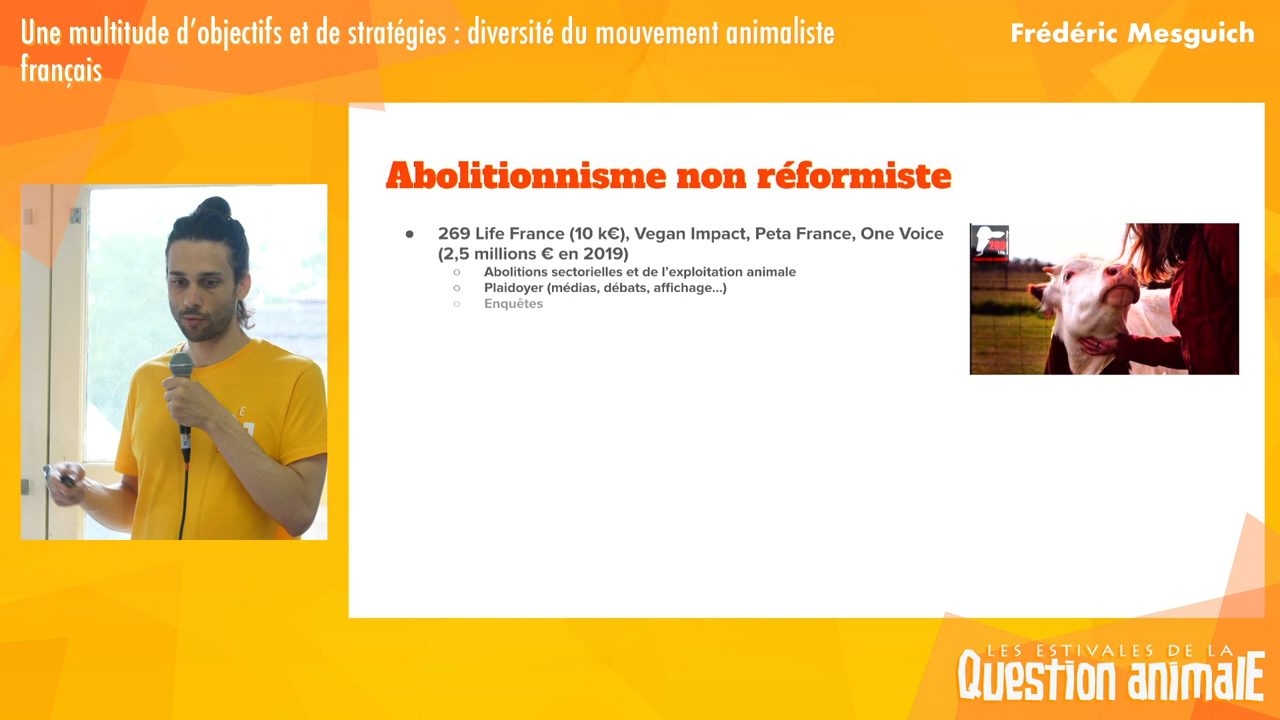 Une multitude d'objectifs et de stratégies : diversité du mouvement animaliste
français
Frédéric Mesguich
Abolitionnisme non réformiste
● 269 Life France (10 k€), Vegan Impact, Peta France, One Voice
(2,5 millions € en 2019)
○ Abolitions sectorielles et de l'exploitation animale
○ Plaidoyer (médias, débats, affichage...)
○ Enquêtes
269
E
LES ESTIVALES DE LA
QUESTION ANIMALE